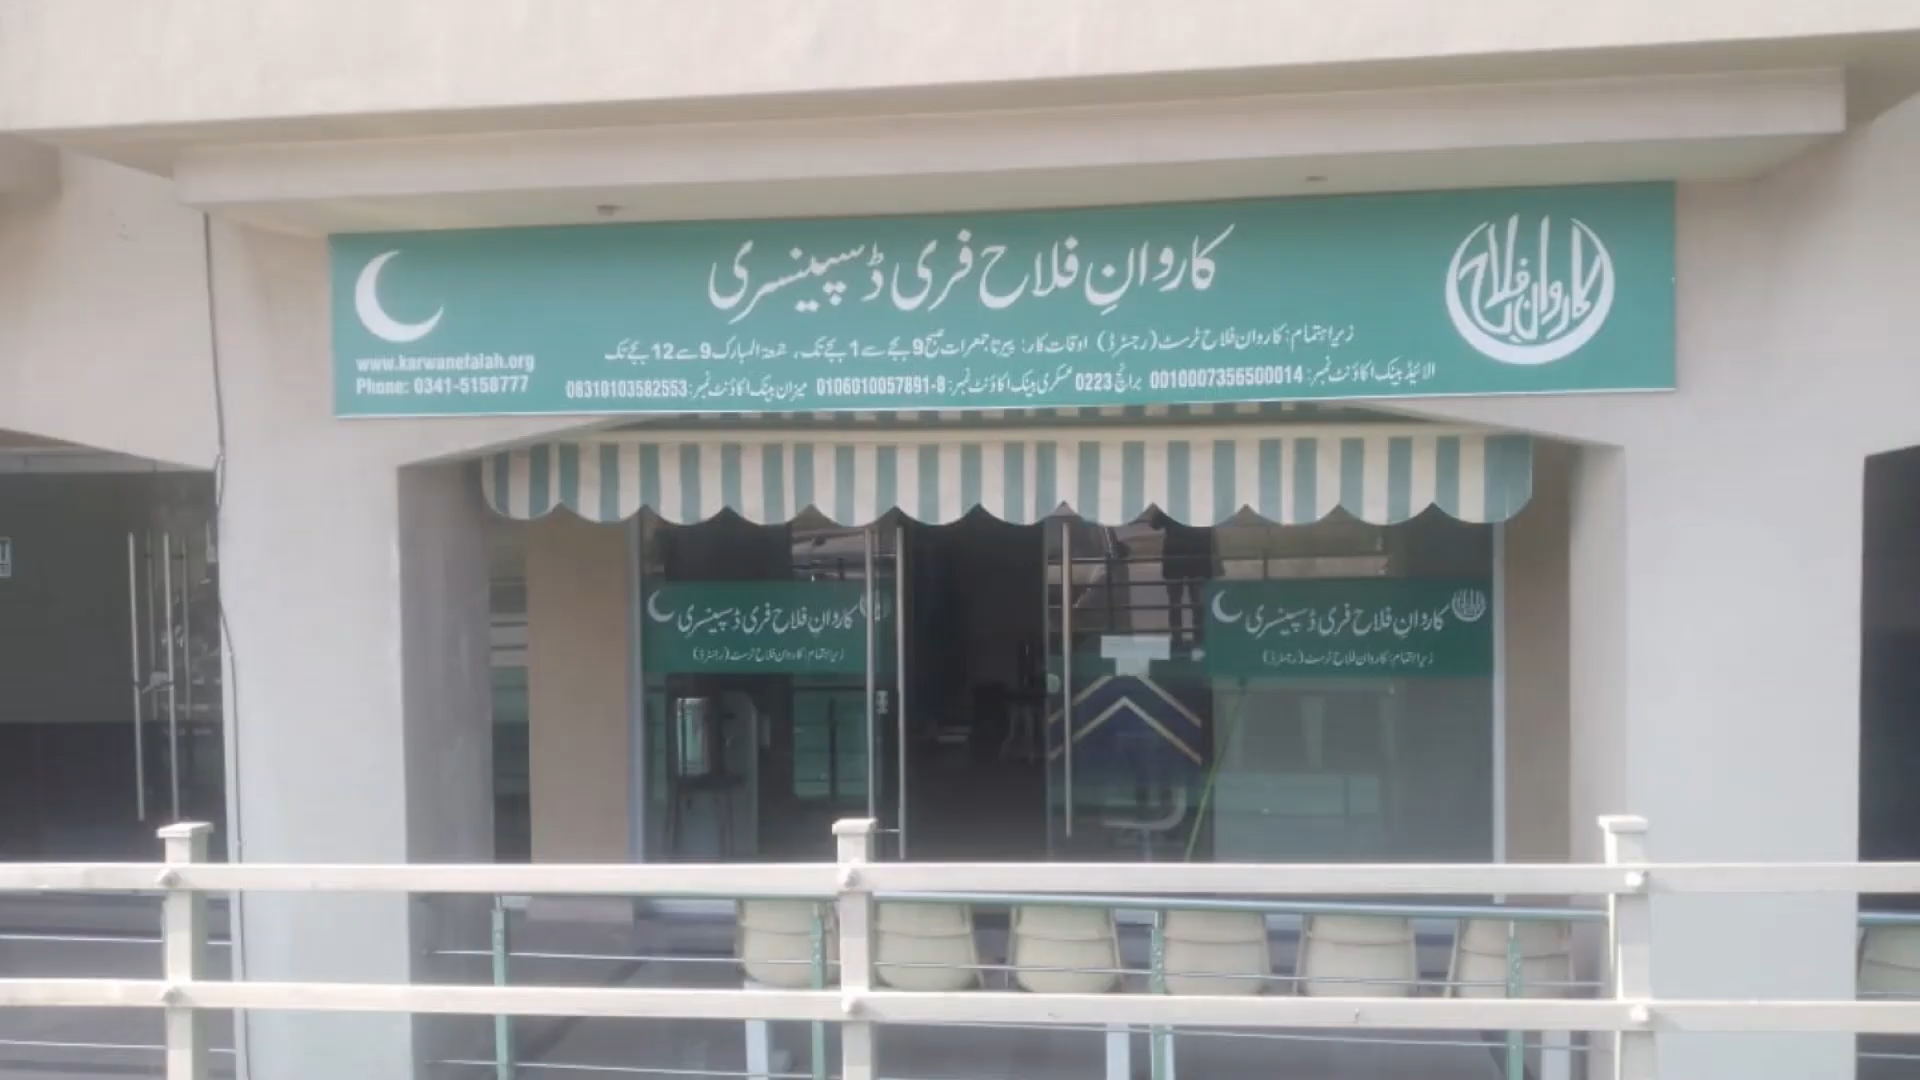 کاروانِ فلاح فری ڈسپینسری
زیرِ اہتمام: کاروان فلاح ٹرسٹ (رجسٹرڈ) اوقات کار: پیر تا جمعرات صبح 9 بجے سے 1 بجے تک، جمعۃ المبارک 9 سے 12 بجے تک
الائیڈ بینک اکاؤنٹ نمبر: 0010007356500014 برانچ 0223 عسکری بینک اکاؤنٹ نمبر: 0106010057891-8 میزان بینک اکاؤنٹ نمبر: 08310103582553
www.karwanefalah.org
Phone: 0341-5158777
کاروان فلاح
کاروانِ فلاح فری ڈسپینسری
زیرِ اہتمام: کاروان فلاح ٹرسٹ (رجسٹرڈ)
کاروانِ فلاح فری ڈسپینسری
زیرِ اہتمام: کاروان فلاح ٹرسٹ (رجسٹرڈ)